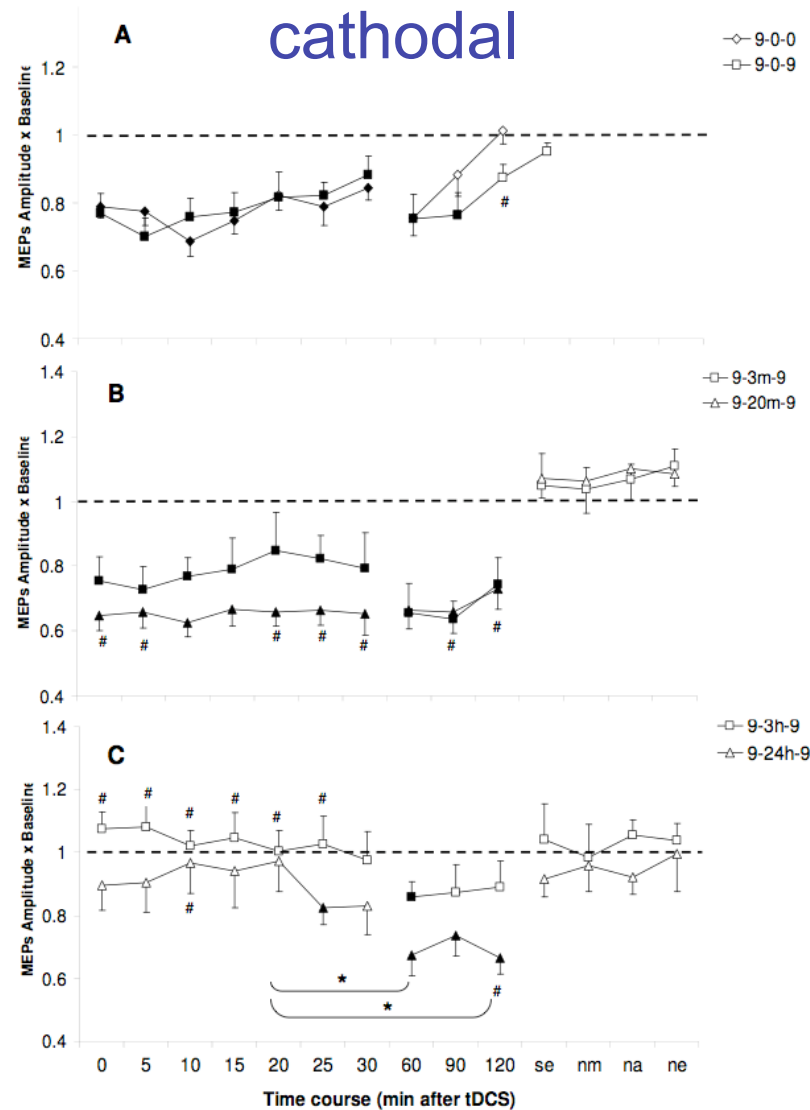 cathodal
A
9-0-0
9-0-9
MEPs Amplitude x Baseline
1.2
1
0.8
0.6
0.4
#
B
9-3m-9
9-20m-9
MEPs Amplitude x Baseline
1.4
1.2
1
0.8
0.6
0.4
# # # # # # #
C
9-3h-9
9-24h-9
MEPs Amplitude x Baseline
1.4
1.2
1
0.8
0.6
0.4
# # # # # #
#
#
*
*
0 5 10 15 20 25 30 60 90 120 se nm na ne
Time course (min after tDCS)